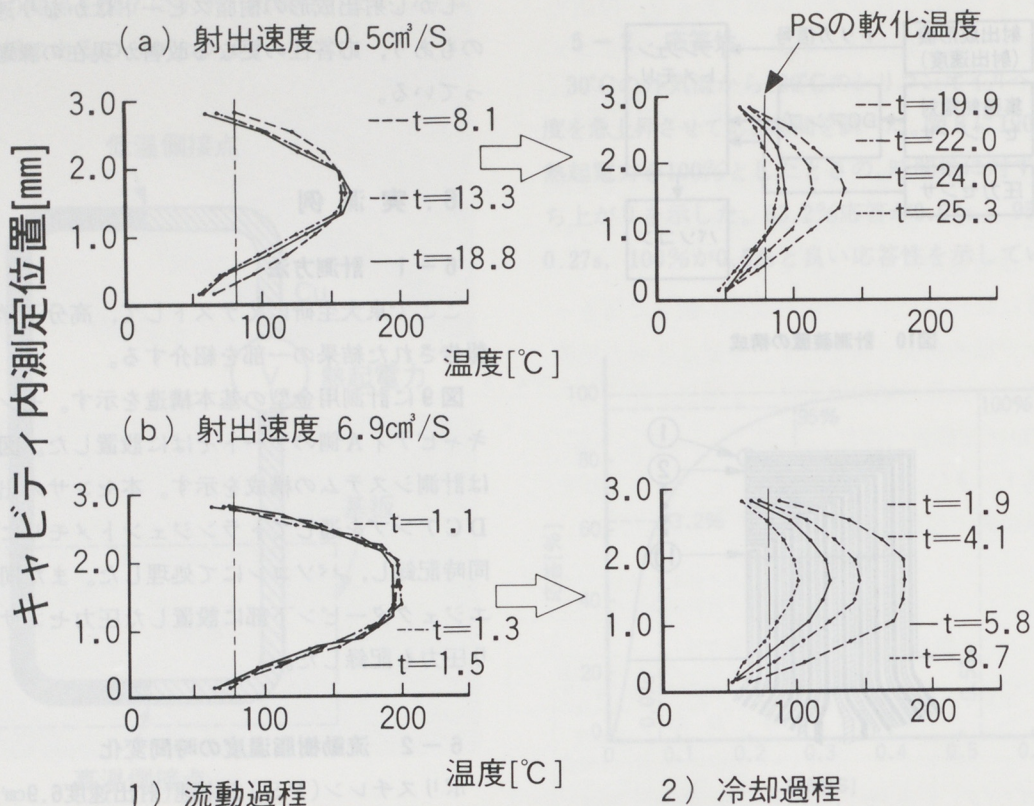 PSの軟化温度
(a) 射出速度 0.5cm³/S
キャビティ内測定位置[mm]
3.0
2.0
1.0
0
0
100
200
t=8.1
t=13.3
t=18.8
3.0
2.0
1.0
0
0
100
200
t=19.9
t=22.0
t=24.0
t=25.3
温度[℃]
(b) 射出速度 6.9cm³/S
3.0
2.0
1.0
0
0
100
200
t=1.1
t=1.3
t=1.5
3.0
2.0
1.0
0
0
100
200
t=1.9
t=4.1
t=5.8
t=8.7
温度[℃]
1) 流動過程
2) 冷却過程